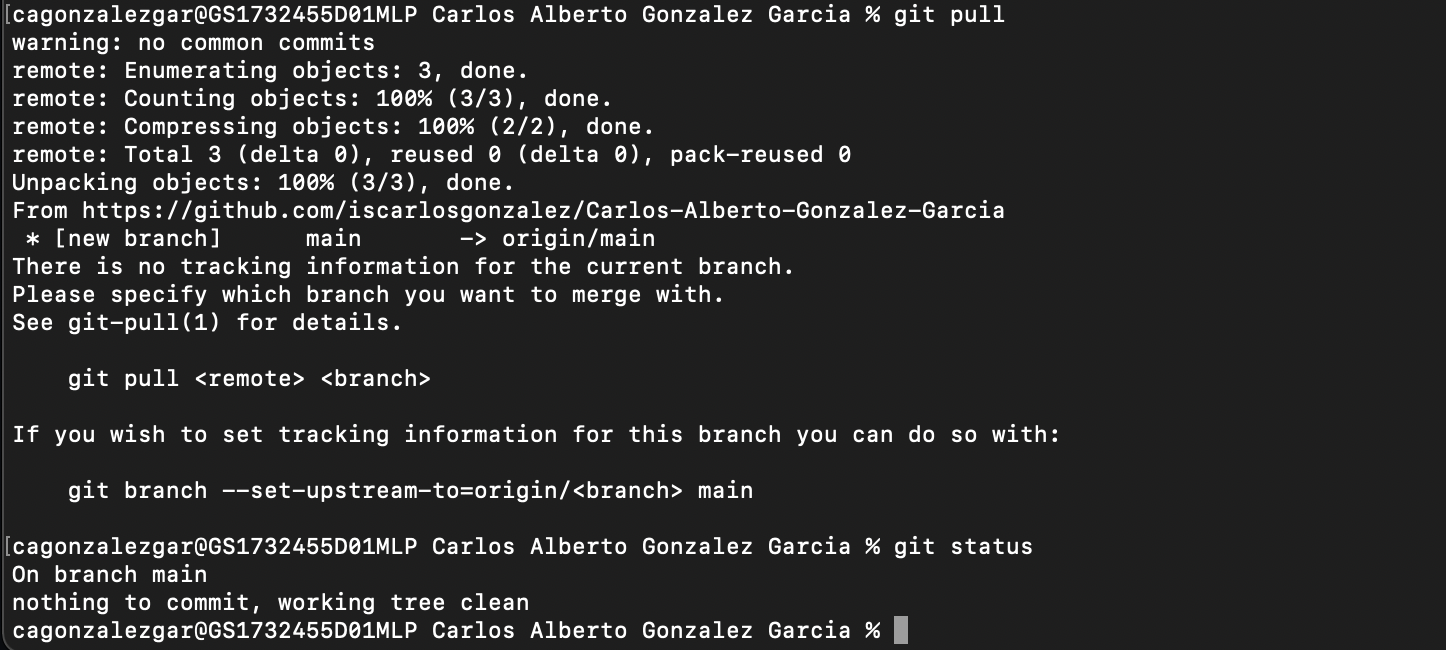 [cagonzalezgar@GS1732455D01MLP Carlos Alberto Gonzalez Garcia % git pull
warning: no common commits
remote: Enumerating objects: 3, done.
remote: Counting objects: 100% (3/3), done.
remote: Compressing objects: 100% (2/2), done.
remote: Total 3 (delta 0), reused 0 (delta 0), pack-reused 0
Unpacking objects: 100% (3/3), done.
From https://github.com/iscarlosgonzalez/Carlos-Alberto-Gonzalez-Garcia
 * [new branch]      main       -> origin/main
There is no tracking information for the current branch.
Please specify which branch you want to merge with.
See git-pull(1) for details.

    git pull <remote> <branch>

If you wish to set tracking information for this branch you can do so with:

    git branch --set-upstream-to=origin/<branch> main

[cagonzalezgar@GS1732455D01MLP Carlos Alberto Gonzalez Garcia % git status
On branch main
nothing to commit, working tree clean
cagonzalezgar@GS1732455D01MLP Carlos Alberto Gonzalez Garcia %